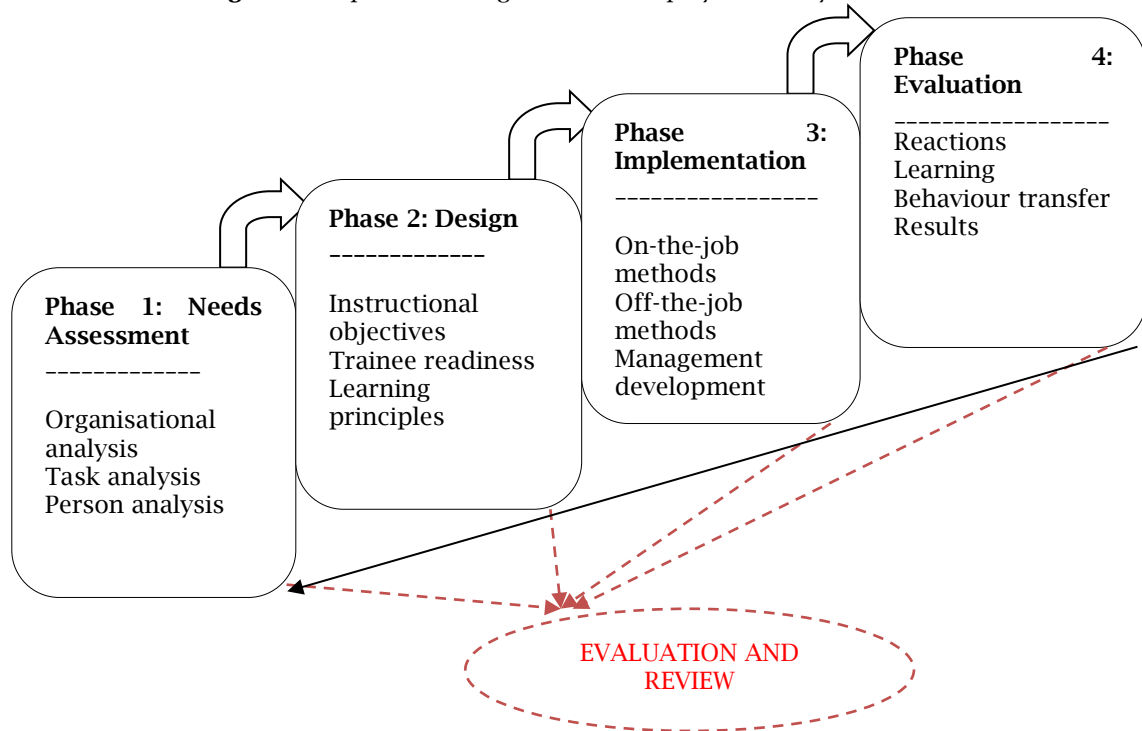 Phase 1: Needs
Assessment
_____________
Organisational
analysis
Task analysis
Person analysis
Phase 2: Design
_____________
Instructional
objectives
Trainee readiness
Learning
principles
Phase 3:
Implementation
_________________
On-the-job
methods
Off-the-job
methods
Management
development
Phase 4:
Evaluation
__________________
Reactions
Learning
Behaviour transfer
Results
EVALUATION AND
REVIEW